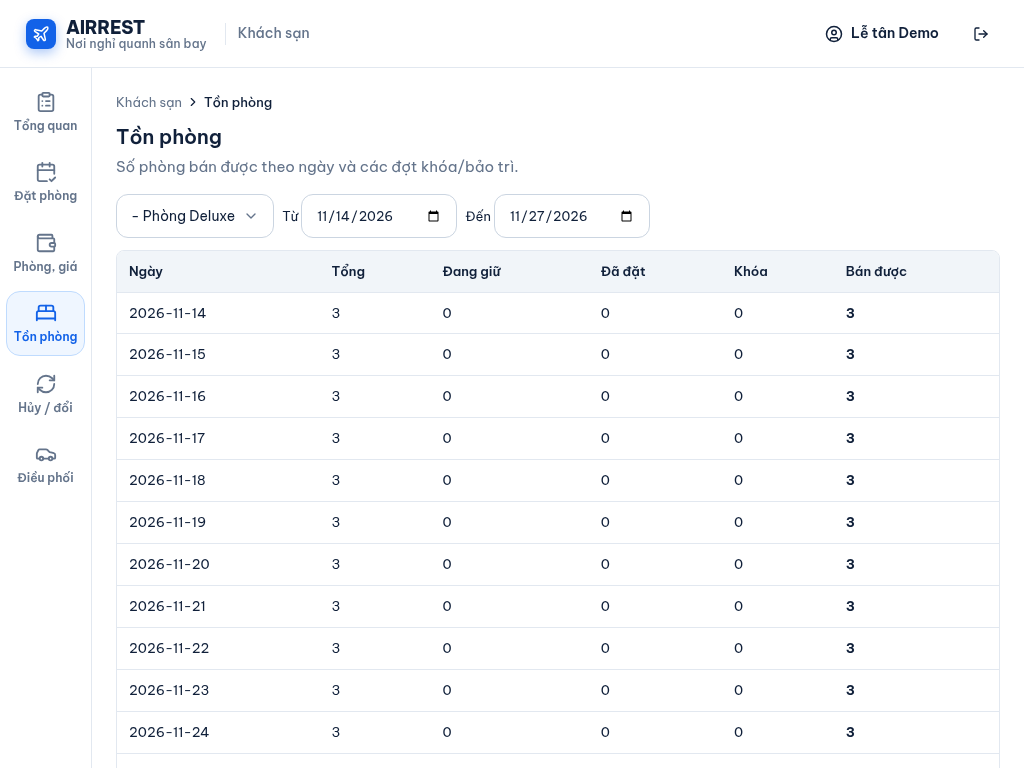 AIRREST
Nơi nghỉ quanh sân bay
Khách sạn
Lễ tân Demo
Tổng quan
Đặt phòng
Phòng, giá
Tồn phòng
Hủy / đổi
Điều phối
Khách sạn > Tồn phòng
Tồn phòng
Số phòng bán được theo ngày và các đợt khóa/bảo trì.
- Phòng Deluxe Từ 11/14/2026 Đến 11/27/2026
Ngày Tổng Đang giữ Đã đặt Khóa Bán được
2026-11-14 3 0 0 0 3
2026-11-15 3 0 0 0 3
2026-11-16 3 0 0 0 3
2026-11-17 3 0 0 0 3
2026-11-18 3 0 0 0 3
2026-11-19 3 0 0 0 3
2026-11-20 3 0 0 0 3
2026-11-21 3 0 0 0 3
2026-11-22 3 0 0 0 3
2026-11-23 3 0 0 0 3
2026-11-24 3 0 0 0 3